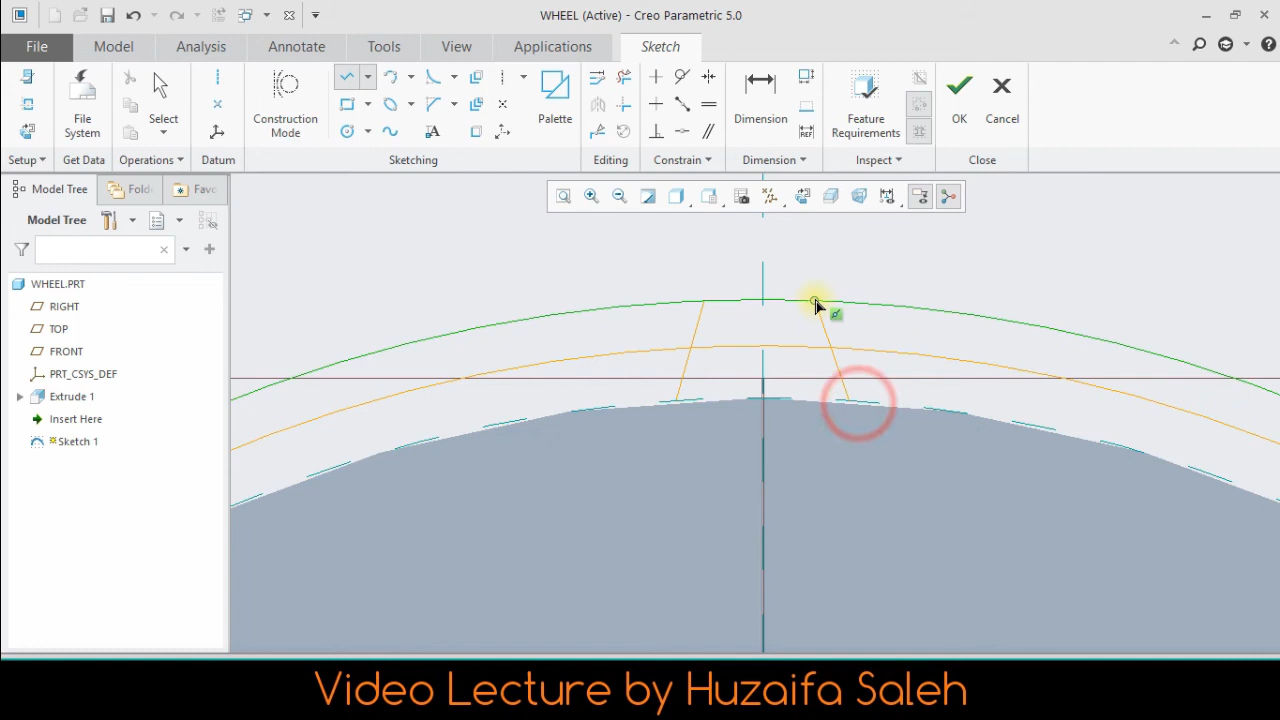 WHEEL (Active) - Creo Parametric 5.0
File Model Analysis Annotate Tools View Applications Sketch
File System
Select
Construction Mode
Palette
Dimension
Feature Requirements
OK
Cancel
Setup Get Data Operations Datum Sketching Editing Constrain Dimension Inspect Close
Model Tree Fold Favo
Model Tree
WHEEL.PRT
RIGHT
TOP
FRONT
PRT_CSYS_DEF
Extrude 1
Insert Here
Sketch 1
Video Lecture by Huzaifa Saleh